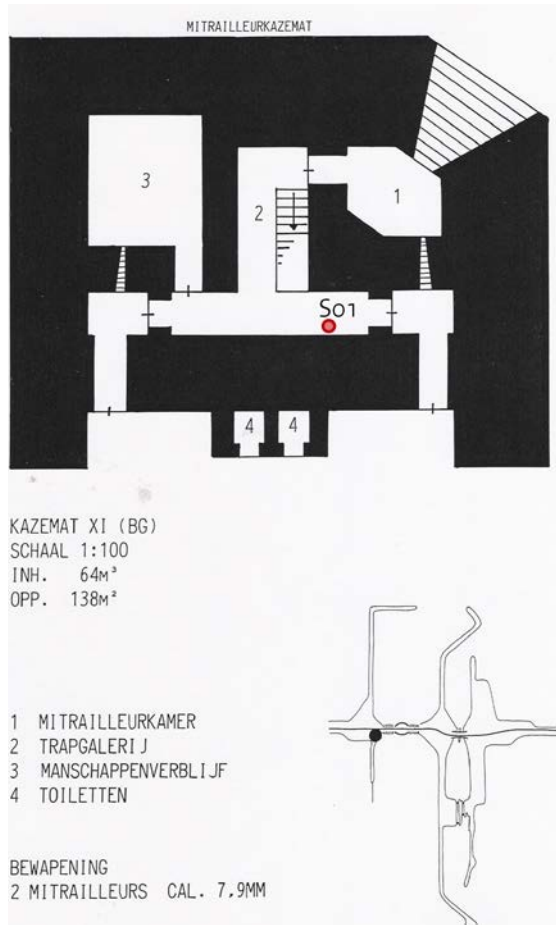 MITRAILLEURKAZEMAT
3
2
1
S01
4 4
KAZEMAT XI (BG)
SCHAAL 1:100
INH. 64M³
OPP. 138M²
1 MITRAILLEURKAMER
2 TRAPGALERIJ
3 MANSCHAPPENVERBLIJF
4 TOILETTEN
BEWAPENING
2 MITRAILLEURS CAL. 7,9MM